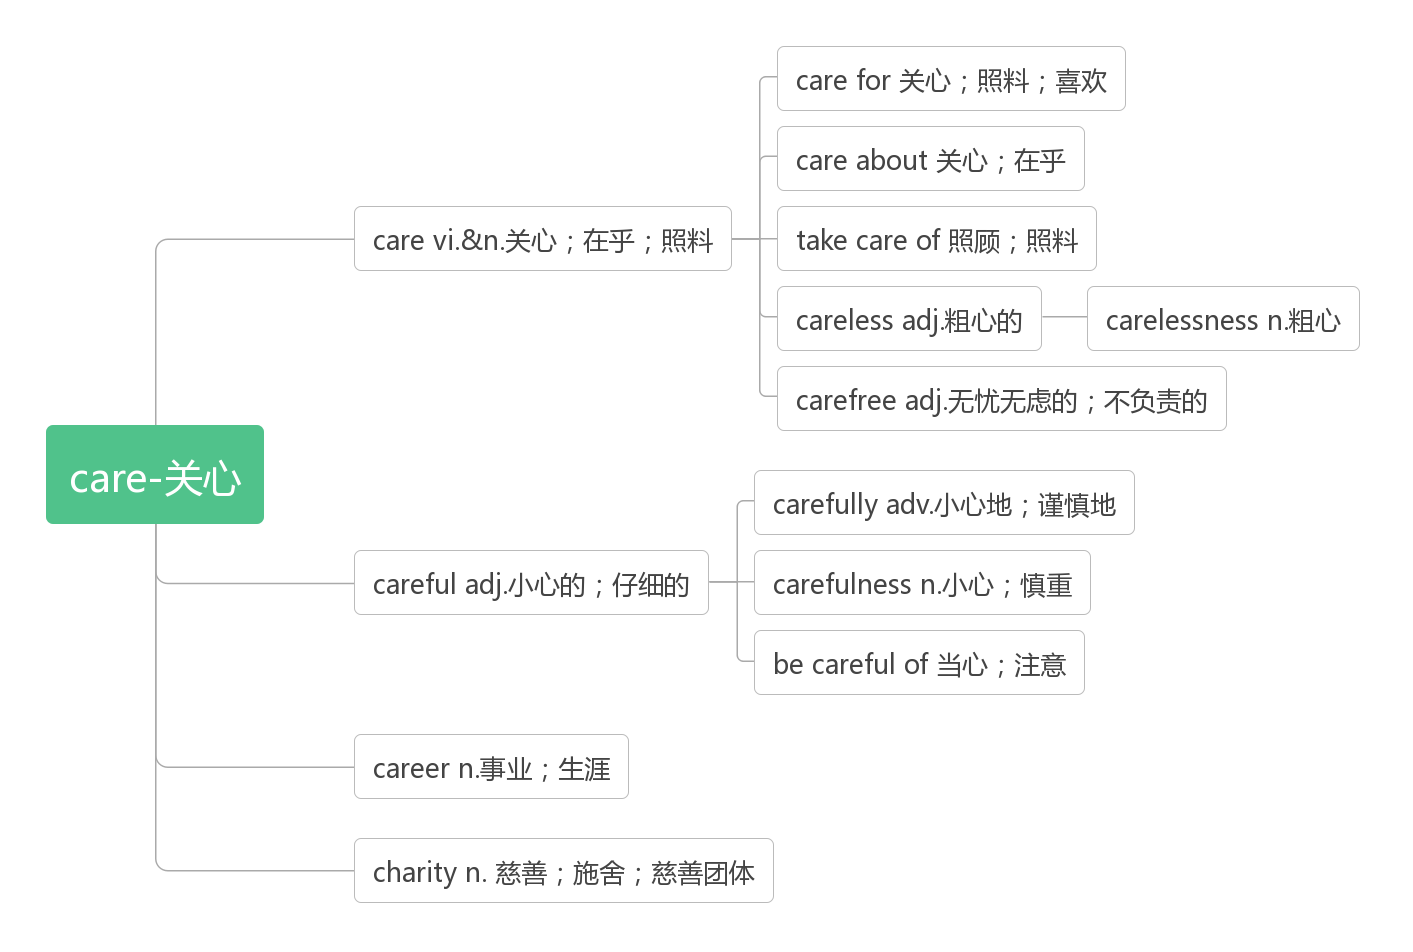 care-关心
care vi.&n.关心；在乎；照料
care for 关心；照料；喜欢
care about 关心；在乎
take care of 照顾；照料
careless adj.粗心的
carelessness n.粗心
carefree adj.无忧无虑的；不负责的
careful adj.小心的；仔细的
carefully adv.小心地；谨慎地
carefulness n.小心；慎重
be careful of 当心；注意
career n.事业；生涯
charity n. 慈善；施舍；慈善团体